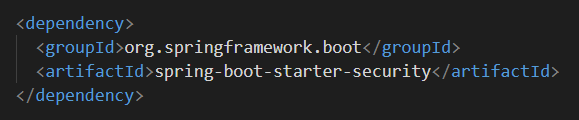 <dependency>
<groupId>org.springframework.boot</groupId>
<artifactId>spring-boot-starter-security</artifactId>
</dependency>